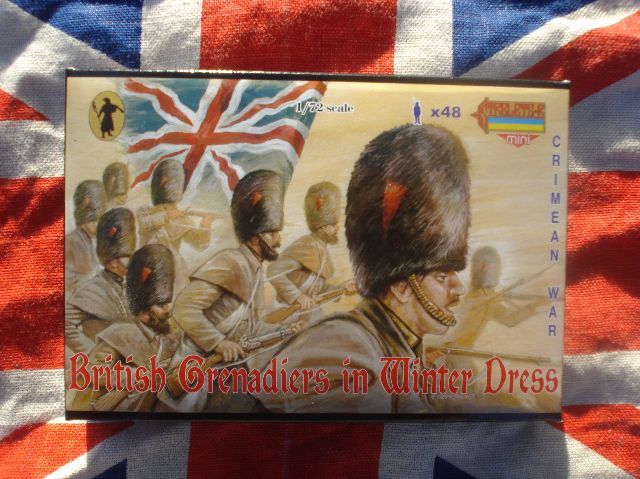 1/72 scale
x48
mini
CRIMEAN WAR
British Grenadiers in Winter Dress